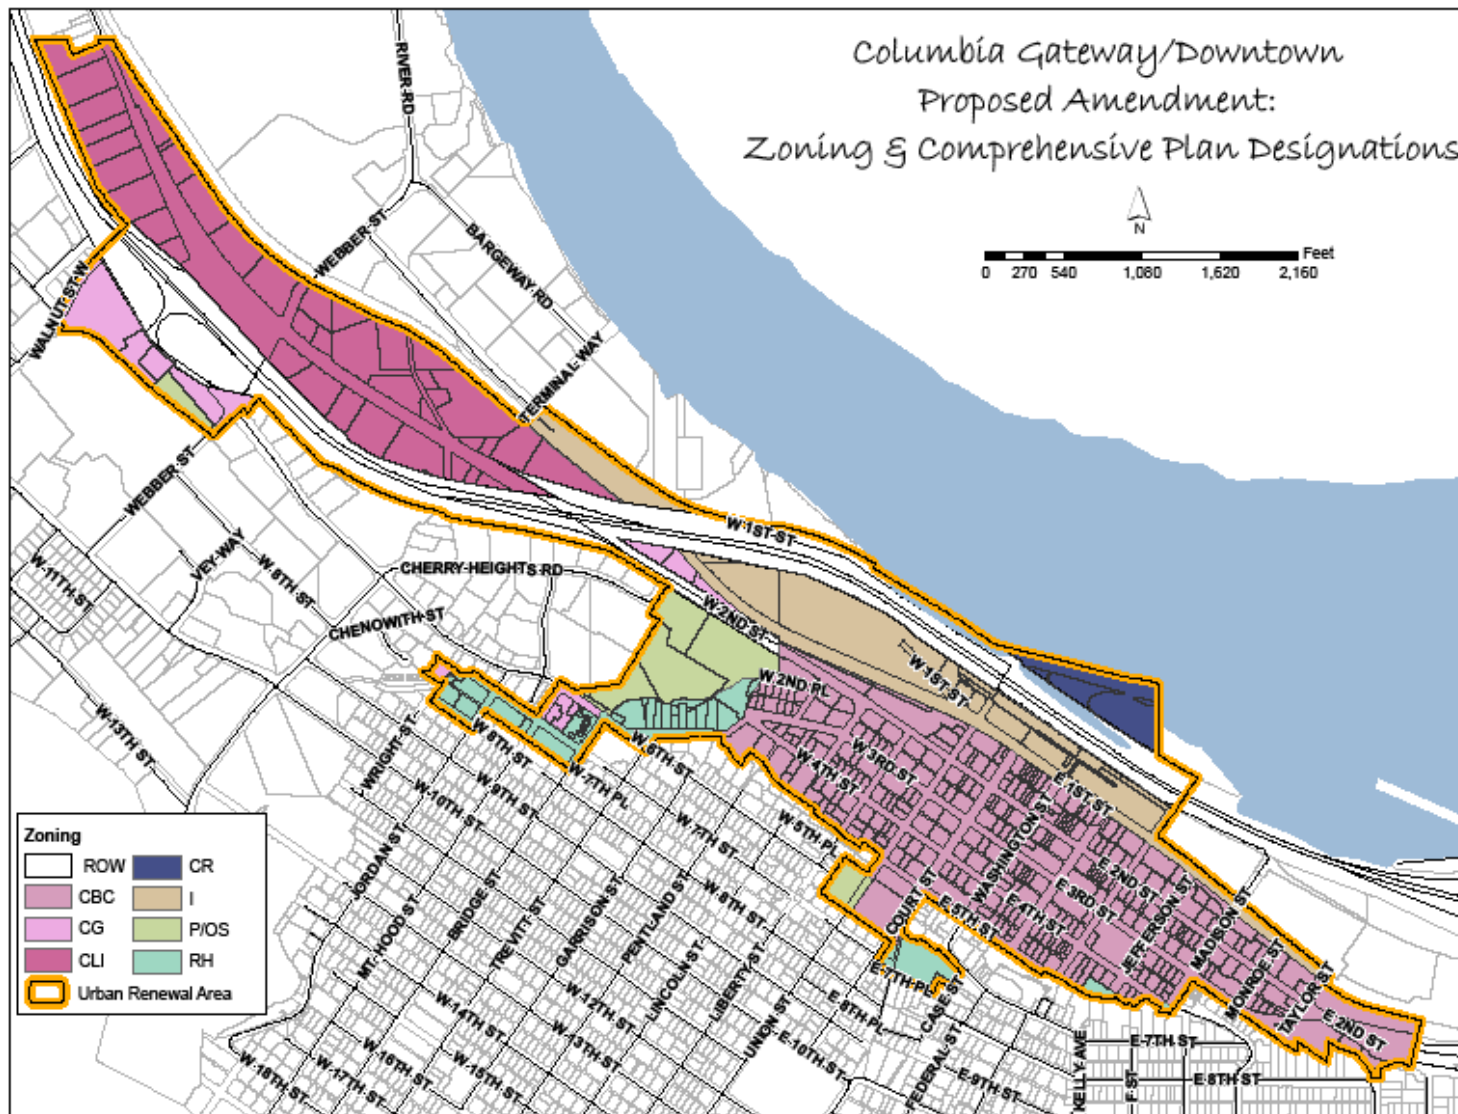 Columbia Gateway/Downtown
Proposed Amendment:
Zoning & Comprehensive Plan Designations
N
Feet
0 270 540 1,080 1,620 2,160
RIVER RD
WEBBER ST
BARGEWAY RD
WALNUT ST W
TERMINAL WAY
WEBBER ST
W 1ST ST
VEY WAY
W 8TH ST
W 11TH ST
CHERRY HEIGHTS RD
CHENOWITH ST
W 2ND ST
W 1ST ST
W 2ND PL
W 13TH ST
WRIGHT ST
W 8TH ST
W 6TH ST
W 3RD ST
W 4TH ST
E 1ST ST
W 7TH PL
W 9TH ST
W 10TH ST
W 5TH PL
W 7TH ST
WASHINGTON ST
JORDAN ST
MT HOOD ST
BRIDGE ST
TREVITT ST
GARRISON ST
PENTLAND ST
W 8TH ST
COURT ST
E 2ND ST
E 3RD ST
E 4TH ST
E 5TH ST
JEFFERSON ST
MADISON ST
LINCOLN ST
LIBERTY ST
UNION ST
E 7TH PL
CASE ST
MONROE ST
TAYLOR ST
E 2ND ST
W 14TH ST
W 12TH ST
W 13TH ST
E 8TH PL
E 10TH ST
FEDERAL ST
E 9TH ST
KELLY AVE
F ST
E 7TH ST
E 8TH ST
W 16TH ST
W 15TH ST
W 17TH ST
W 18TH ST
Zoning
ROW CR
CBC I
CG P/OS
CLI RH
Urban Renewal Area